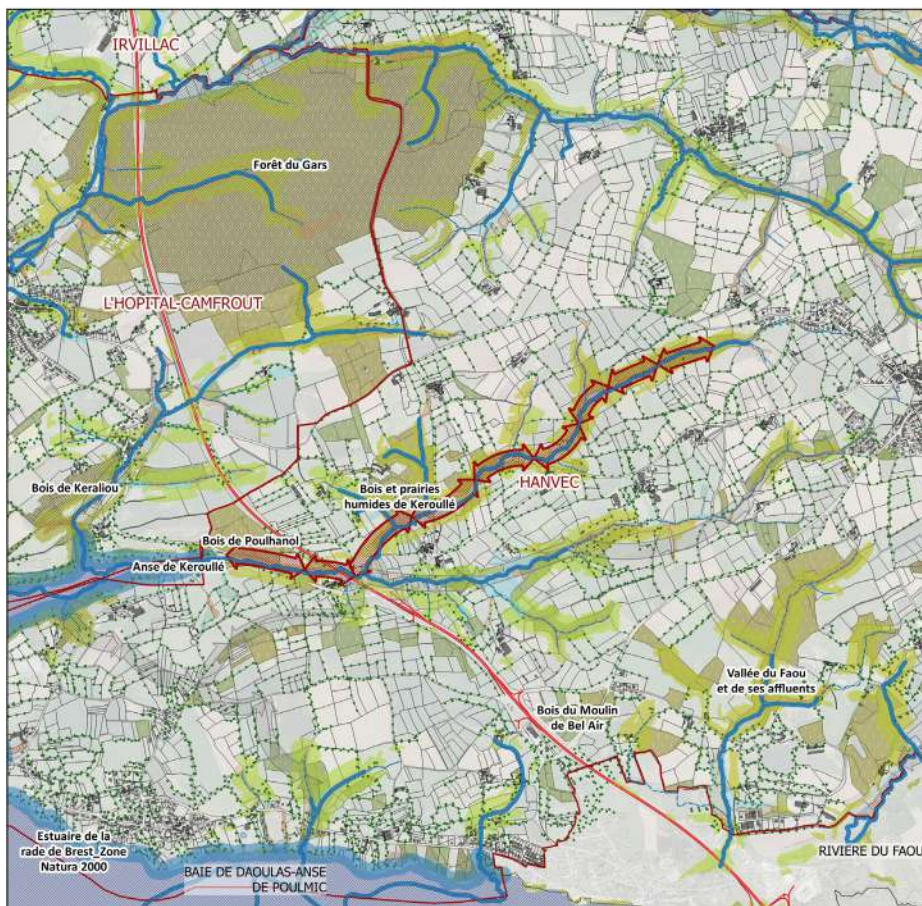 IRVILLAC
Forêt du Gars
L'HOPITAL-CAMFROUT
Bois de Keraliou
Bois et prairies
humides de Keroullé
HANVEC
Bois de Poulhanol
Anse de Keroullé
Vallée du Faou
et de ses affluents
Bois du Moulin
de Bel Air
Estuaire de la
rade de Brest_Zone
Natura 2000
BAIE DE DAOULAS-ANSE
DE POULMIC
RIVIERE DU FAOU